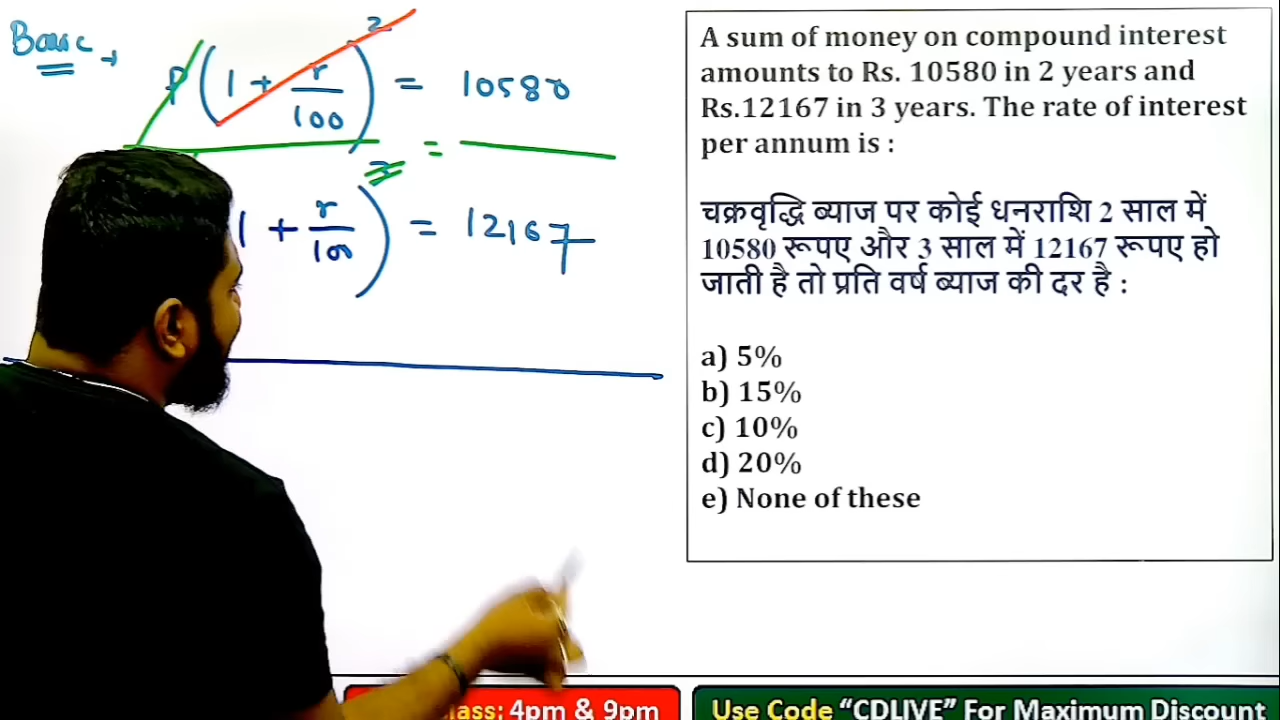 Basic →
P(1 + r/100)² = 10580
=
1 + r/100) = 12167
A sum of money on compound interest
amounts to Rs. 10580 in 2 years and
Rs.12167 in 3 years. The rate of interest
per annum is :
चक्रवृद्धि ब्याज पर कोई धनराशि 2 साल में
10580 रूपए और 3 साल में 12167 रूपए हो
जाती है तो प्रति वर्ष ब्याज की दर है :
a) 5%
b) 15%
c) 10%
d) 20%
e) None of these
4pm & 9pm
Use Code “CDLIVE” For Maximum Discount